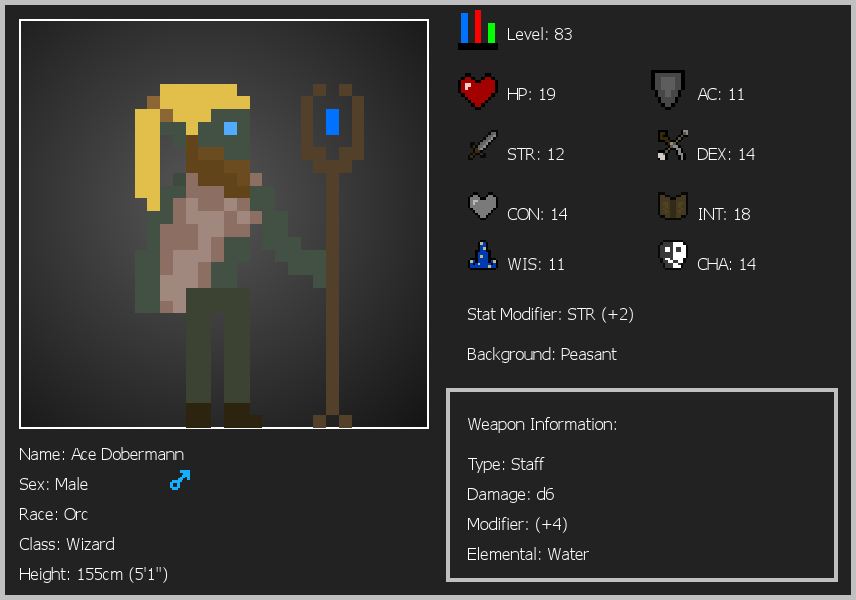 Level: 83
HP: 19
AC: 11
STR: 12
DEX: 14
CON: 14
INT: 18
WIS: 11
CHA: 14
Stat Modifier: STR (+2)
Background: Peasant
Weapon Information:
Type: Staff
Damage: d6
Modifier: (+4)
Elemental: Water
Name: Ace Dobermann
Sex: Male
Race: Orc
Class: Wizard
Height: 155cm (5'1")